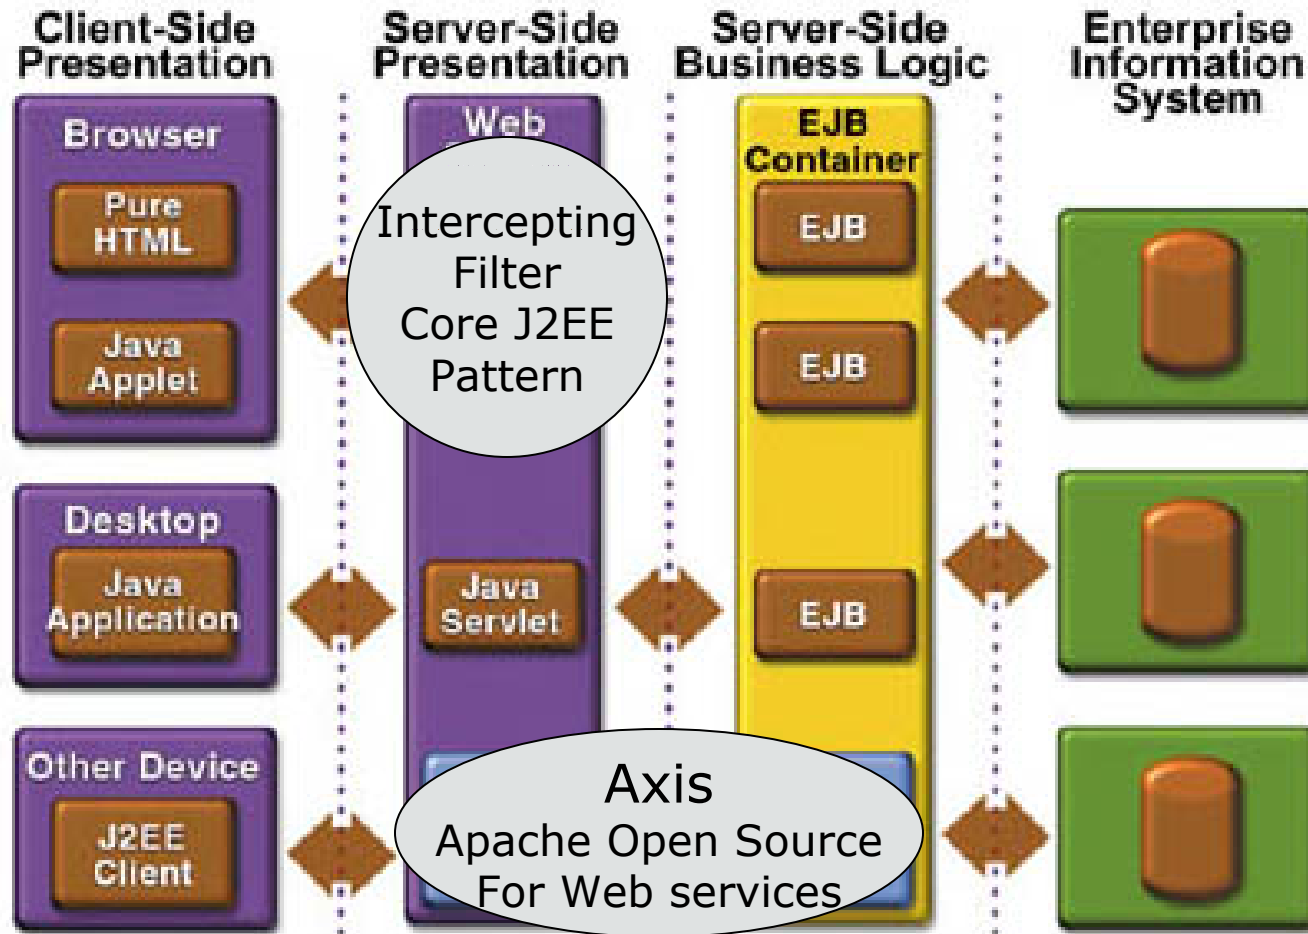 Client-Side
Presentation
Server-Side
Presentation
Server-Side
Business Logic
Enterprise
Information
System
Browser
Pure
HTML
Java
Applet
Desktop
Java
Application
Other Device
J2EE
Client
Web
Intercepting
Filter
Core J2EE
Pattern
Java
Servlet
EJB
Container
EJB
EJB
EJB
Axis
Apache Open Source
For Web services